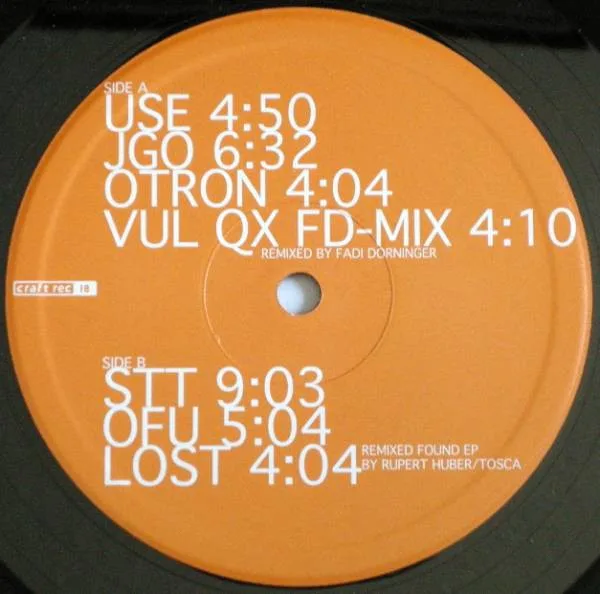 SIDE A
USE 4:50
JGO 6:32
OTRON 4:04
VUL QX FD-MIX 4:10
REMIXED BY FADI DORNINGER
craft rec 18
SIDE B
STT 9:03
OFU 5:04
LOST 4:04
REMIXED FOUND EP
BY RUPERT HUBER/TOSCA